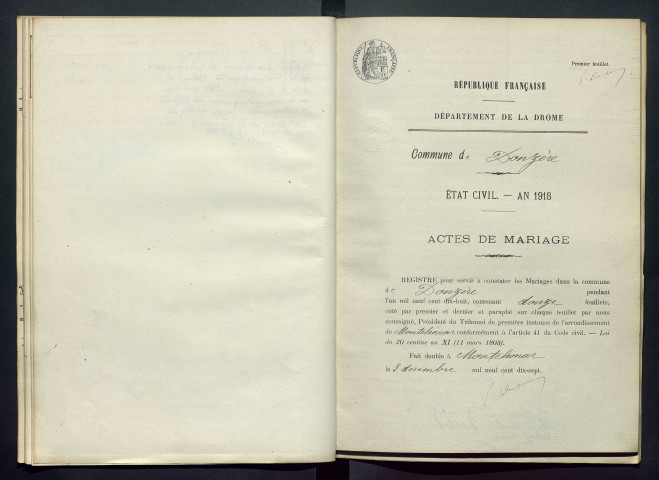 RÉPUBLIQUE FRANÇAISE
Premier feuillet.
RÉPUBLIQUE FRANÇAISE
DÉPARTEMENT DE LA DROME
Commune de Donzère
ÉTAT CIVIL. — AN 1918
ACTES DE MARIAGE
REGISTRE pour servir à constater les Mariages dans la commune
de Donzère pendant
l'an mil neuf cent dix-huit, contenant douze feuillets,
coté par premier et dernier et paraphé sur chaque feuillet par nous
soussigné, Président du Tribunal de première instance de l'arrondissement
de Montélimar conformément à l'article 41 du Code civil. — Loi
du 20 ventôse an XI (11 mars 1803).
Fait double à Montélimar
le 3 décembre mil neuf cent dix-sept.